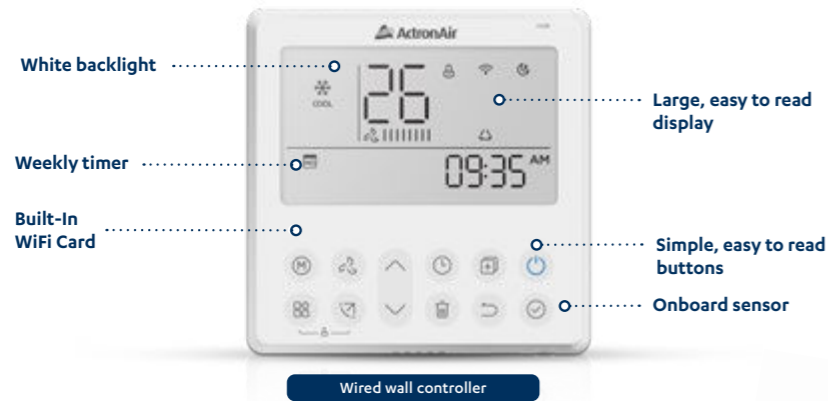 ActronAir
White backlight
26
COOL
Large, easy to read
display
Weekly timer
09:35 AM
Built-In
WiFi Card
Simple, easy to read
buttons
M
Onboard sensor
Wired wall controller